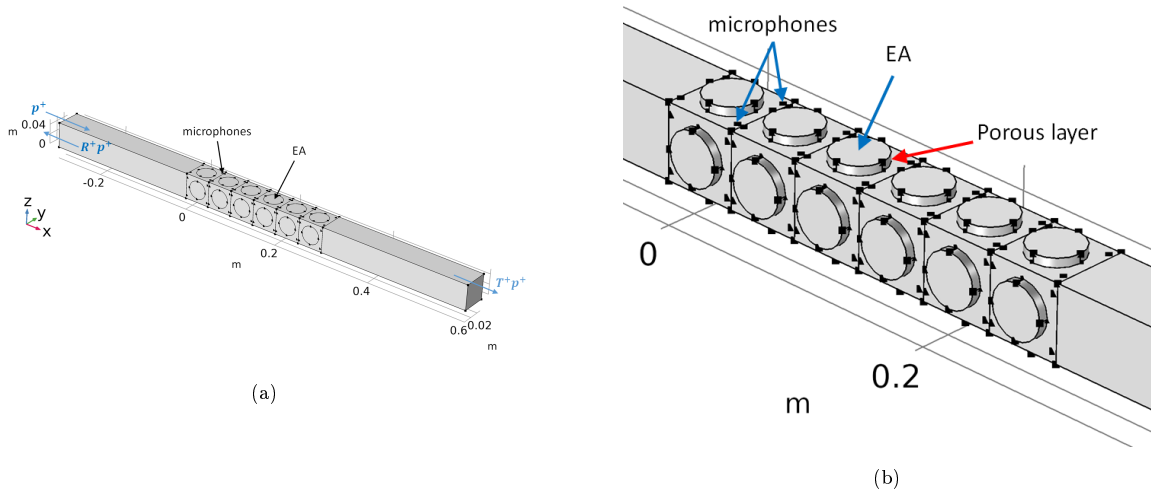 p⁺
m 0.04
0
R⁺p⁺
microphones
EA
-0.2
z
y
x
0
m
0.2
0.4
T⁺p⁺
0.6 0.02
m
(a)
microphones
EA
Porous layer
0
0.2
m
(b)